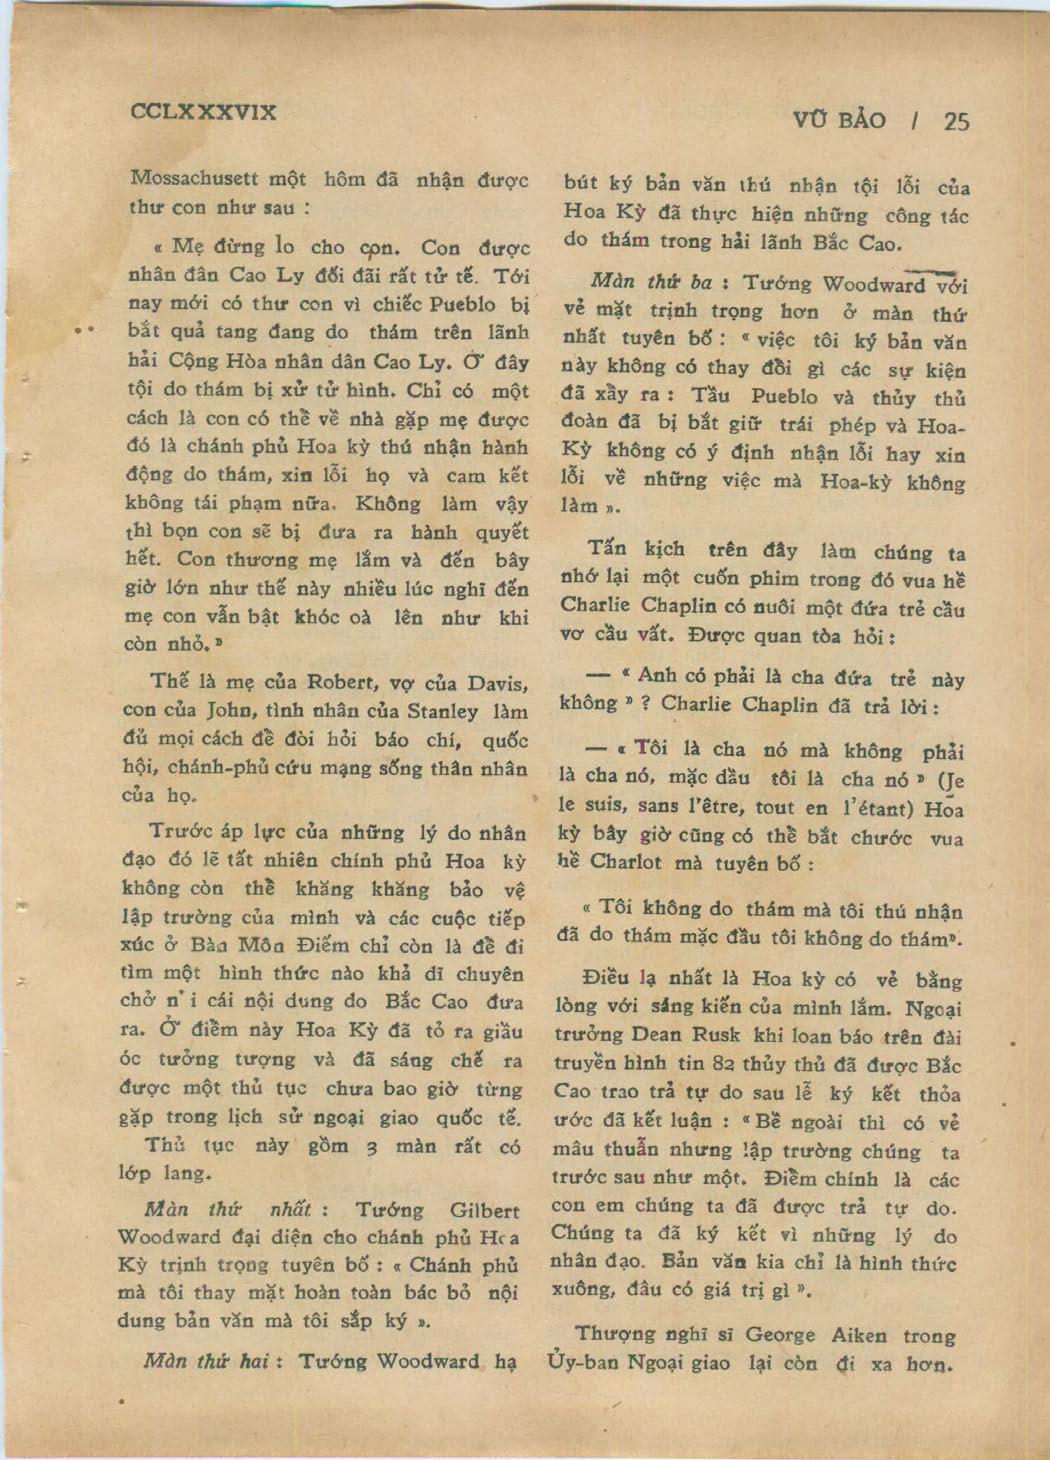 CCLXXXVIX
VŨ BẢO / 25
Mossachusett một hôm đã nhận được
thư con như sau :
« Mẹ đừng lo cho con. Con được
nhân dân Cao Ly đối đãi rất tử tế. Tới
nay mới có thư con vì chiếc Pueblo bị
bắt quả tang đang do thám trên lãnh
hải Cộng Hòa nhân dân Cao Ly. Ở đây
tội do thám bị xử tử hình. Chỉ có một
cách là con có thể về nhà gặp mẹ được
đó là chánh phủ Hoa kỳ thú nhận hành
động do thám, xin lỗi họ và cam kết
không tái phạm nữa. Không làm vậy
thì bọn con sẽ bị đưa ra hành quyết
hết. Con thương mẹ lắm và đến bây
giờ lớn như thế này nhiều lúc nghĩ đến
mẹ con vẫn bật khóc oà lên như khi
còn nhỏ. »
Thế là mẹ của Robert, vợ của Davis,
con của John, tình nhân của Stanley làm
đủ mọi cách để đòi hỏi báo chí, quốc
hội, chánh-phủ cứu mạng sống thân nhân
của họ.
Trước áp lực của những lý do nhân
đạo đó lẽ tất nhiên chính phủ Hoa kỳ
không còn thể khăng khăng bảo vệ
lập trường của mình và các cuộc tiếp
xúc ở Bàn Môn Điếm chỉ còn là để đi
tìm một hình thức nào khả dĩ chuyên
chở nổi cái nội dung do Bắc Cao đưa
ra. Ở điểm này Hoa Kỳ đã tỏ ra giầu
óc tưởng tượng và đã sáng chế ra
được một thủ tục chưa bao giờ từng
gặp trong lịch sử ngoại giao quốc tế.
Thủ tục này gồm 3 màn rất có
lớp lang.
Màn thứ nhất : Tướng Gilbert
Woodward đại diện cho chánh phủ Hoa
Kỳ trịnh trọng tuyên bố : « Chánh phủ
mà tôi thay mặt hoàn toàn bác bỏ nội
dung bản văn mà tôi sắp ký ».
Màn thứ hai : Tướng Woodward hạ
bút ký bản văn thú nhận tội lỗi của
Hoa Kỳ đã thực hiện những công tác
do thám trong hải lãnh Bắc Cao.
Màn thứ ba : Tướng Woodward với
vẻ mặt trịnh trọng hơn ở màn thứ
nhất tuyên bố : « việc tôi ký bản văn
này không có thay đổi gì các sự kiện
đã xẩy ra : Tầu Pueblo và thủy thủ
đoàn đã bị bắt giữ trái phép và Hoa-
Kỳ không có ý định nhận lỗi hay xin
lỗi về những việc mà Hoa-kỳ không
làm ».
Tấn kịch trên đây làm chúng ta
nhớ lại một cuốn phim trong đó vua hề
Charlie Chaplin có nuôi một đứa trẻ cầu
vơ cầu vất. Được quan tòa hỏi :
— « Anh có phải là cha đứa trẻ này
không » ? Charlie Chaplin đã trả lời :
— « Tôi là cha nó mà không phải
là cha nó, mặc dầu tôi là cha nó » (Je
le suis, sans l'être, tout en l'étant) Hoa
kỳ bây giờ cũng có thể bắt chước vua
hề Charlot mà tuyên bố :
« Tôi không do thám mà tôi thú nhận
đã do thám mặc đầu tôi không do thám».
Điều lạ nhất là Hoa kỳ có vẻ bằng
lòng với sáng kiến của mình lắm. Ngoại
trưởng Dean Rusk khi loan báo trên đài
truyền hình tin 82 thủy thủ đã được Bắc
Cao trao trả tự do sau lễ ký kết thỏa
ước đã kết luận : « Bề ngoài thì có vẻ
mâu thuẫn nhưng lập trường chúng ta
trước sau như một. Điểm chính là các
con em chúng ta đã được trả tự do.
Chúng ta đã ký kết vì những lý do
nhân đạo. Bản văn kia chỉ là hình thức
xuông, đâu có giá trị gì ».
Thượng nghĩ sĩ George Aiken trong
Ủy-ban Ngoại giao lại còn đi xa hơn.